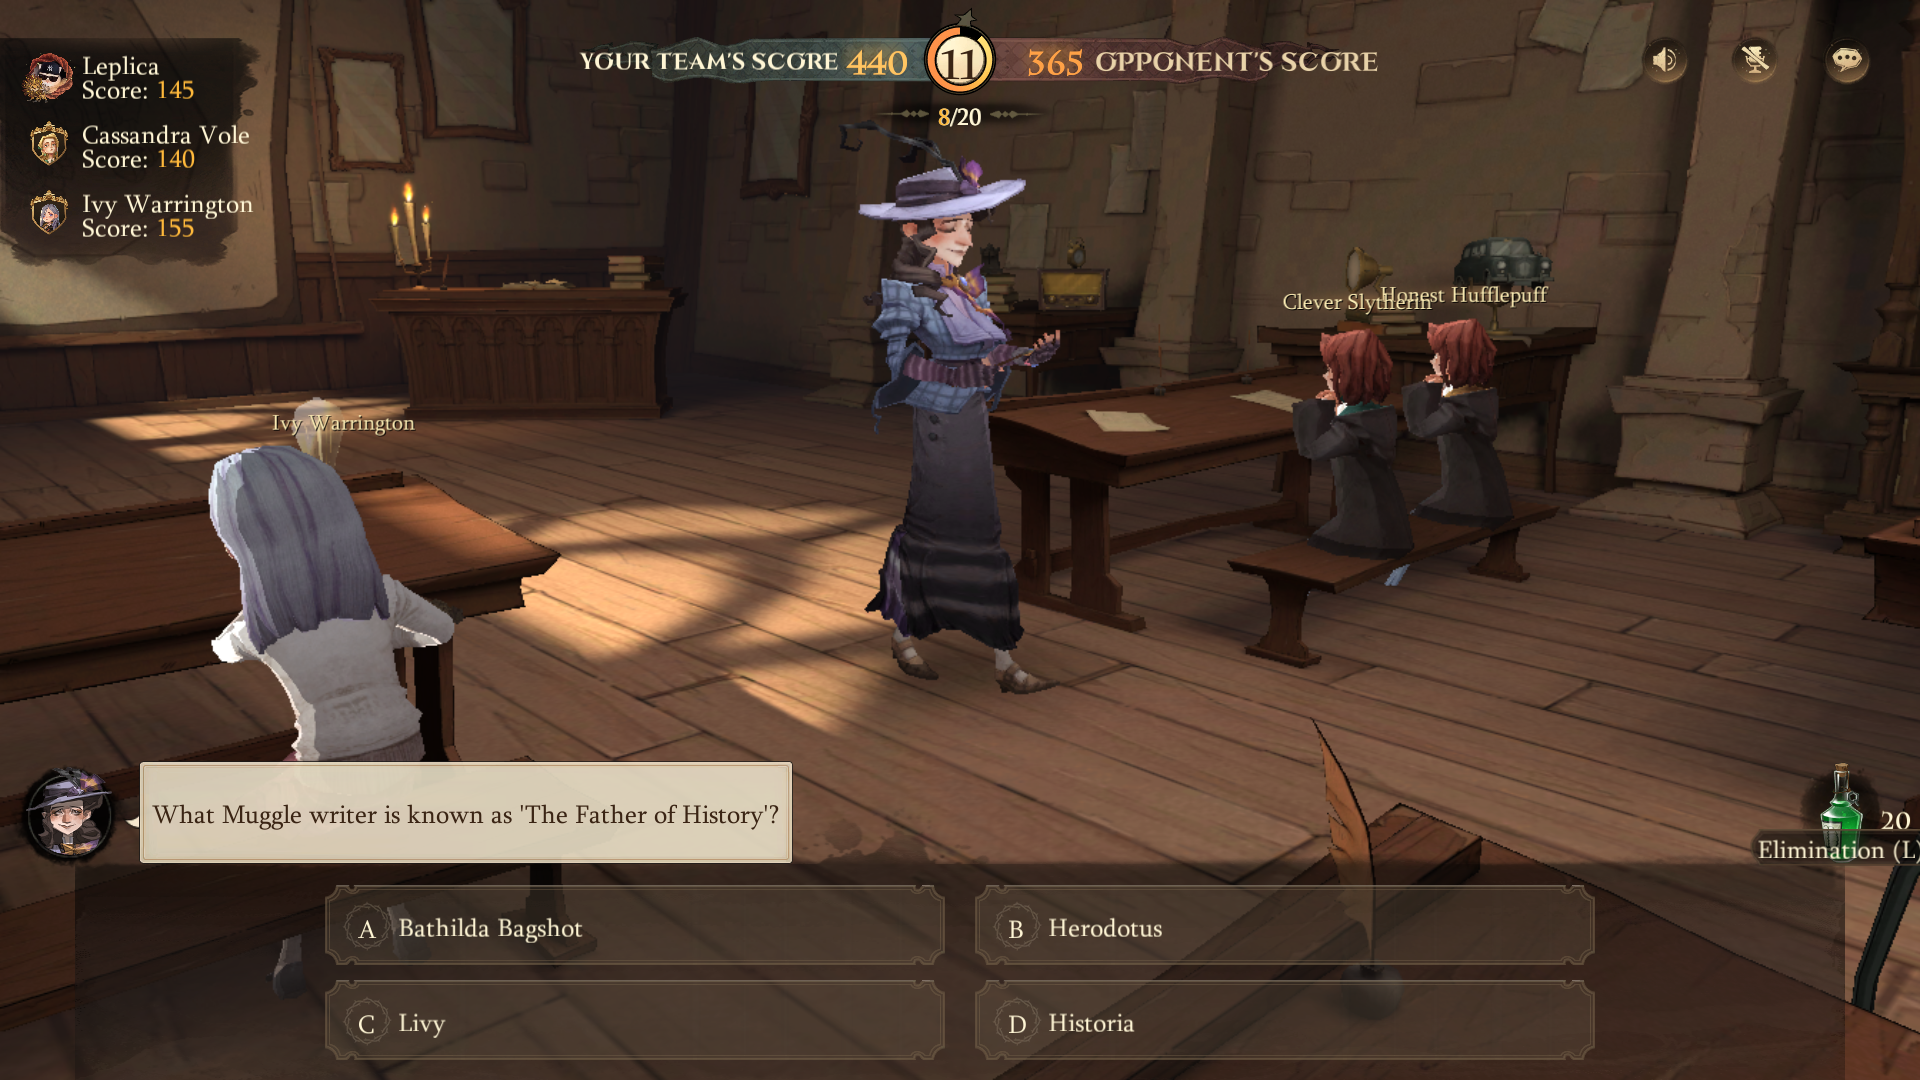 Leplica
Score: 145
Cassandra Vole
Score: 140
Ivy Warrington
Score: 155
YOUR TEAM'S SCORE 440
11
365 OPPONENT'S SCORE
8/20
Clever Slytherin
Honest Hufflepuff
Ivy Warrington
What Muggle writer is known as 'The Father of History'?
20
Elimination (L)
A Bathilda Bagshot
B Herodotus
C Livy
D Historia